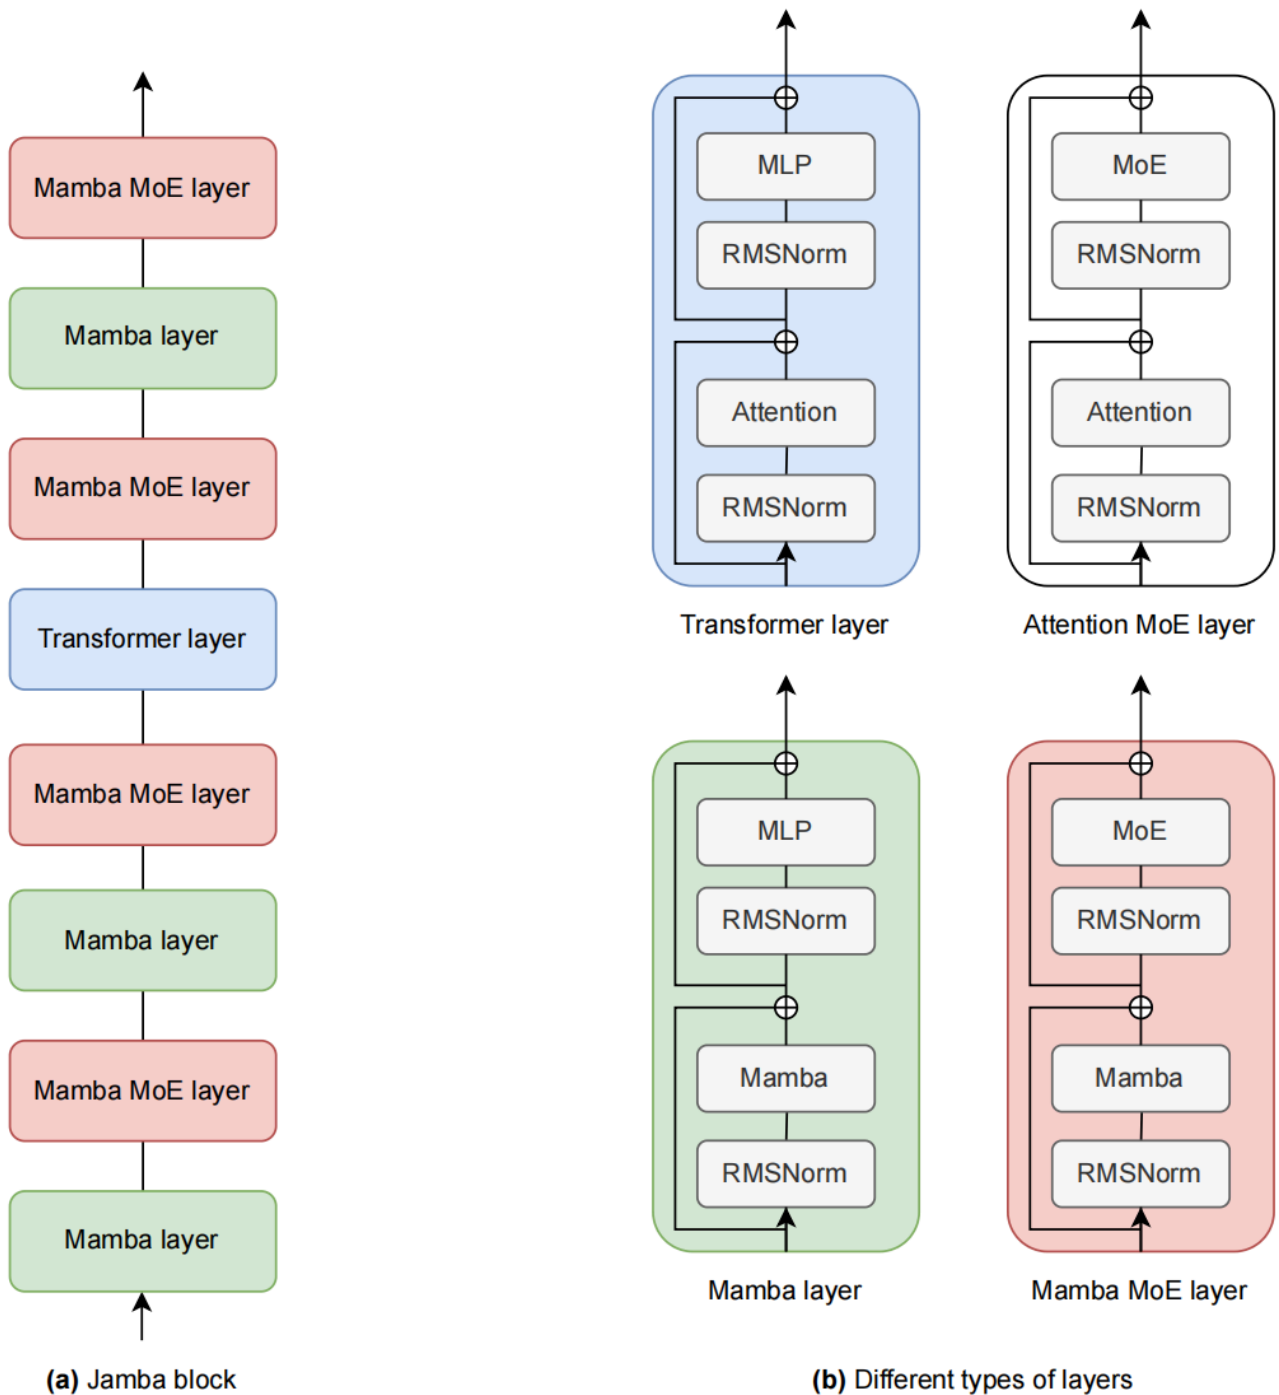 Mamba MoE layer
Mamba layer
Mamba MoE layer
Transformer layer
Mamba MoE layer
Mamba layer
Mamba MoE layer
Mamba layer
(a) Jamba block
MLP
RMSNorm
Attention
RMSNorm
Transformer layer
MoE
RMSNorm
Attention
RMSNorm
Attention MoE layer
MLP
RMSNorm
Mamba
RMSNorm
Mamba layer
MoE
RMSNorm
Mamba
RMSNorm
Mamba MoE layer
(b) Different types of layers